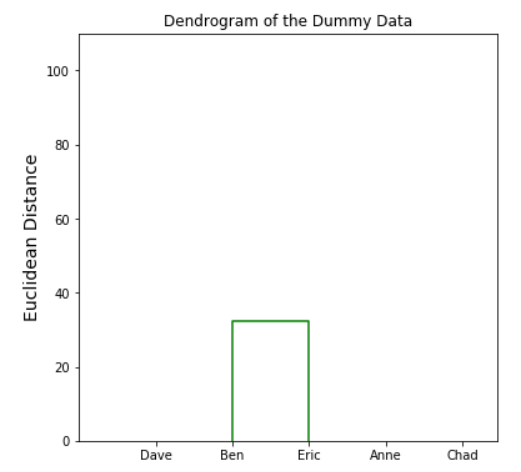 Dendrogram of the Dummy Data
Euclidean Distance
100
80
60
40
20
0
Dave Ben Eric Anne Chad